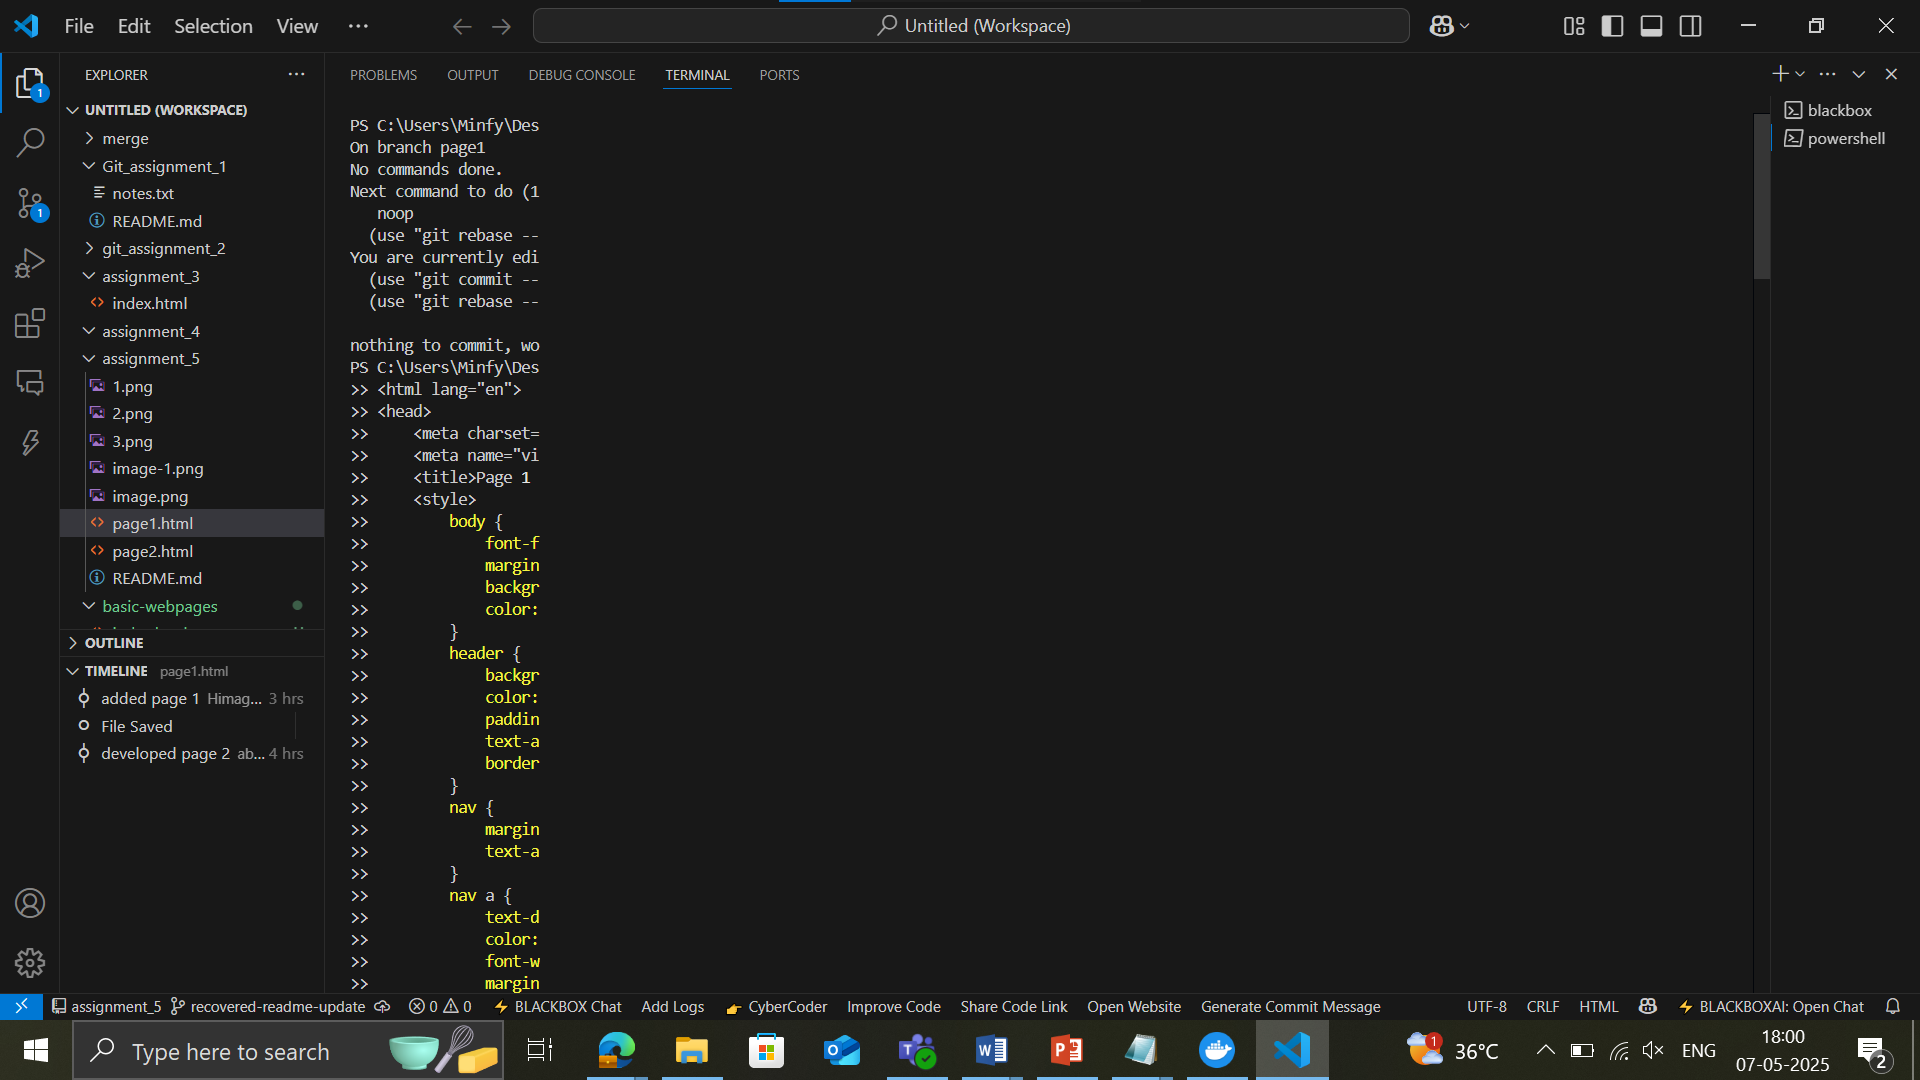 File Edit Selection View
Untitled (Workspace)
EXPLORER
UNTITLED (WORKSPACE)
merge
Git_assignment_1
notes.txt
README.md
git_assignment_2
assignment_3
index.html
assignment_4
assignment_5
1.png
2.png
3.png
image-1.png
image.png
page1.html
page2.html
README.md
basic-webpages
OUTLINE
TIMELINE page1.html
added page 1 Himag... 3 hrs
File Saved
developed page 2 ab... 4 hrs
1
1
PROBLEMS OUTPUT DEBUG CONSOLE TERMINAL PORTS
PS C:\Users\Minfy\Des
On branch page1
No commands done.
Next command to do (1
noop
(use "git rebase --
You are currently edi
(use "git commit --
(use "git rebase --
nothing to commit, wo
PS C:\Users\Minfy\Des
>> <html lang="en">
>> <head>
>> <meta charset=
>> <meta name="vi
>> <title>Page 1
>> <style>
>> body {
>> font-f
>> margin
>> backgr
>> color:
>> }
>> header {
>> backgr
>> color:
>> paddin
>> text-a
>> border
>> }
>> nav {
>> margin
>> text-a
>> }
>> nav a {
>> text-d
>> color:
>> font-w
>> margin
blackbox
powershell
assignment_5 recovered-readme-update 0 0 BLACKBOX Chat Add Logs CyberCoder Improve Code Share Code Link Open Website Generate Commit Message UTF-8 CRLF HTML BLACKBOXAI: Open Chat
Type here to search
1
36°C
ENG
18:00
07-05-2025
2